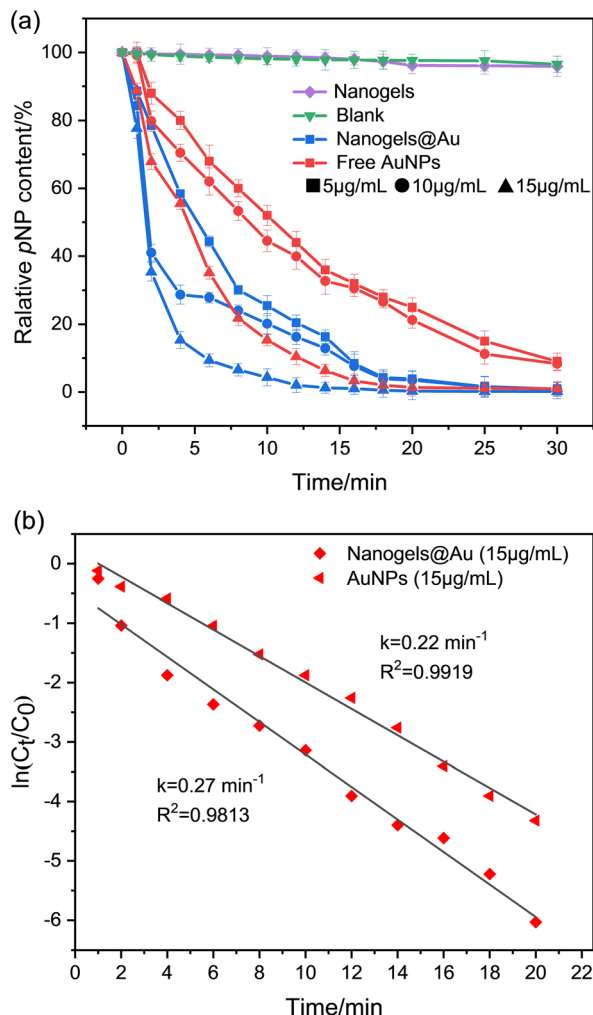 (a)
Ralative pNP content/%
100
80
60
40
20
0
Nanogels
Blank
Nanogels@Au
Free AuNPs
5μg/mL 10μg/mL 15μg/mL
0 5 10 15 20 25 30
Time/min
(b)
ln(Ct/C0)
0
-1
-2
-3
-4
-5
-6
Nanogels@Au (15μg/mL)
AuNPs (15μg/mL)
k=0.22 min-1
R2=0.9919
k=0.27 min-1
R2=0.9813
2 4 6 8 10 12 14 16 18 20 22
Time/min